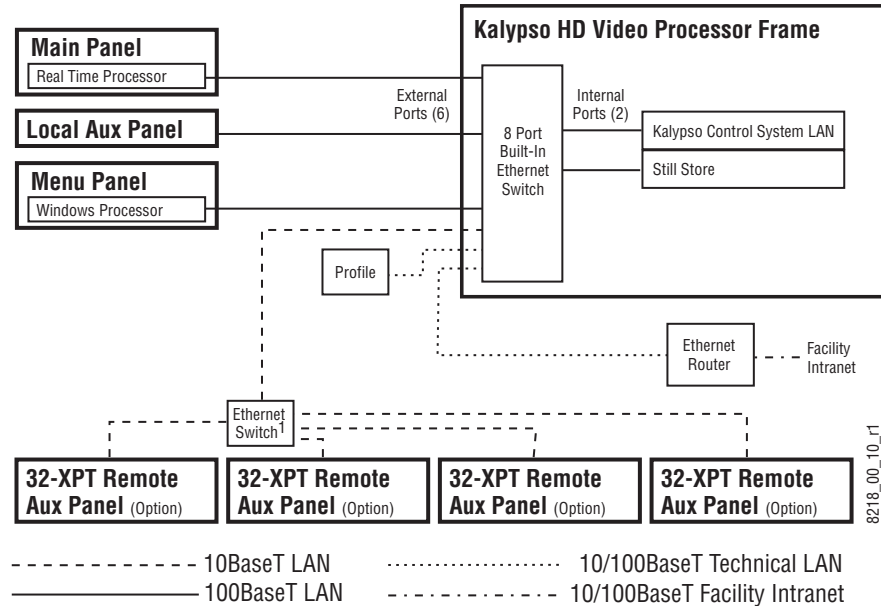 Kalypso HD Video Processor Frame
Main Panel
Real Time Processor
Local Aux Panel
Menu Panel
Windows Processor
External
Ports (6)
8 Port
Built-In
Ethernet
Switch
Internal
Ports (2)
Kalypso Control System LAN
Still Store
Profile
Ethernet
Router
Facility
Intranet
Ethernet
Switch1
32-XPT Remote
Aux Panel (Option)
32-XPT Remote
Aux Panel (Option)
32-XPT Remote
Aux Panel (Option)
32-XPT Remote
Aux Panel (Option)
8218_00_10_r1
10BaseT LAN
100BaseT LAN
10/100BaseT Technical LAN
10/100BaseT Facility Intranet